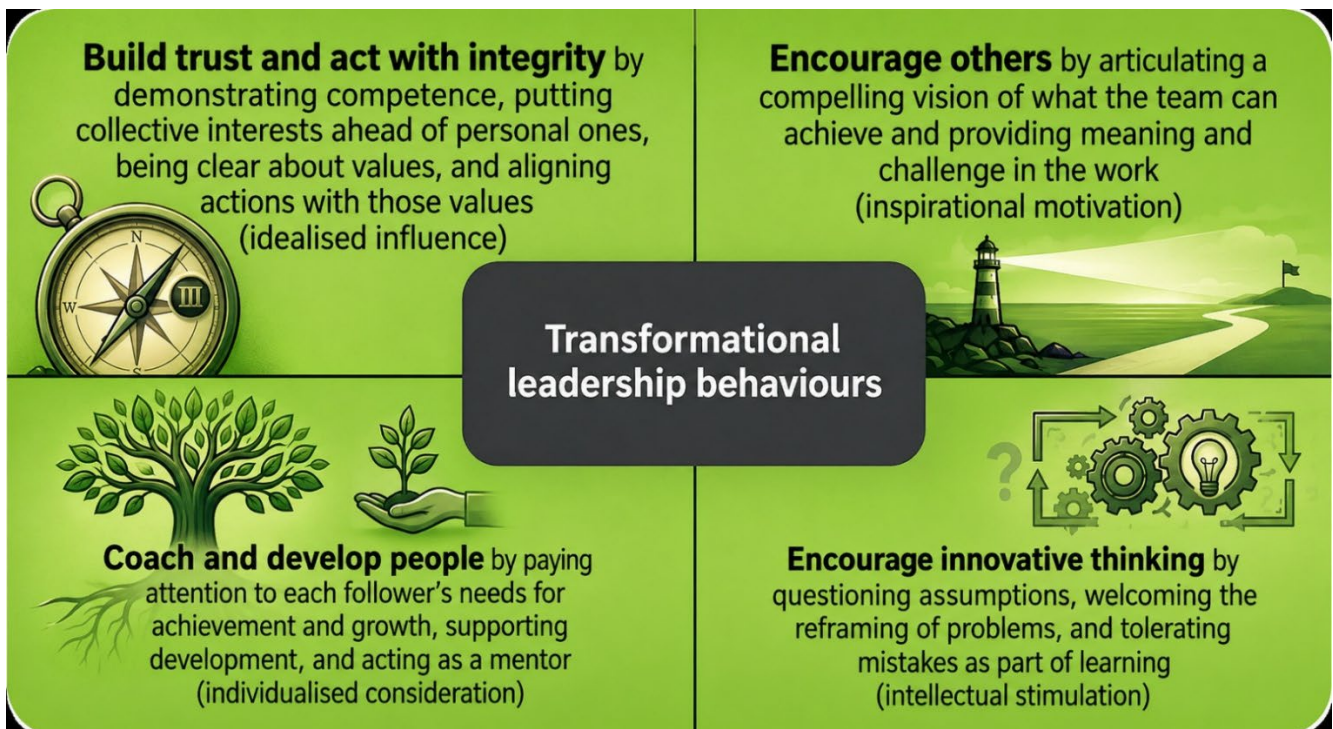 Build trust and act with integrity by
demonstrating competence, putting
collective interests ahead of personal ones,
being clear about values, and aligning
actions with those values
(idealised influence)
N
W
III
S
Encourage others by articulating a
compelling vision of what the team can
achieve and providing meaning and
challenge in the work
(inspirational motivation)
Transformational
leadership behaviours
Coach and develop people by paying
attention to each follower's needs for
achievement and growth, supporting
development, and acting as a mentor
(individualised consideration)
?
Encourage innovative thinking by
questioning assumptions, welcoming the
reframing of problems, and tolerating
mistakes as part of learning
(intellectual stimulation)